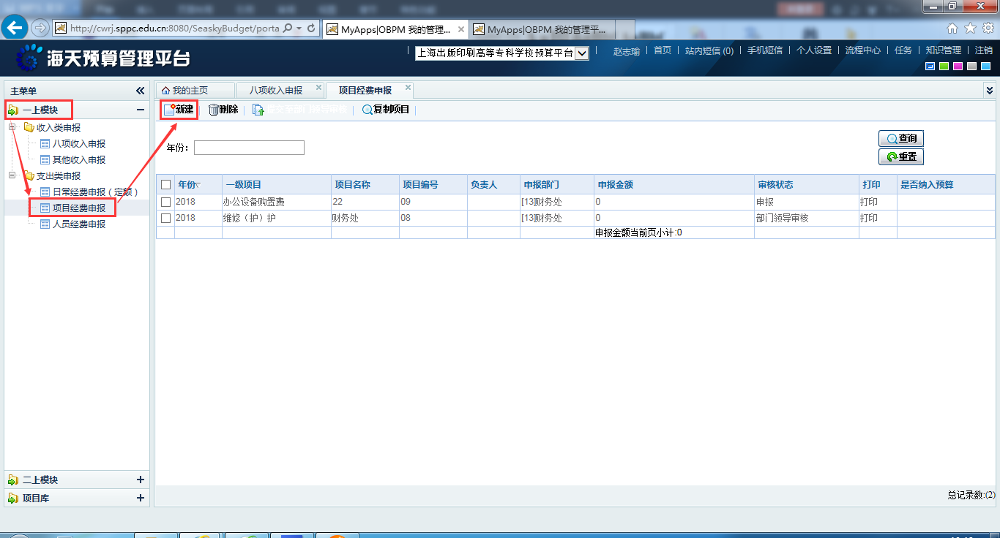 http://cwrj.sppc.edu.cn:8080/SeaskyBudget/porta
MyApps|OBPM 我的管理...
MyApps|OBPM 我的管理平...
海天预算管理平台
上海出版印刷高等专科学校预算平台
赵志瑜 | 首页 | 站内短信 (0) | 手机短信 | 个人设置 | 流程中心 | 任务 | 知识管理 | 注销
主菜单
一上模块
收入类申报
八项收入申报
其他收入申报
支出类申报
日常经费申报（定额）
项目经费申报
人员经费申报
二上模块
项目库
我的主页 八项收入申报 项目经费申报
新建 删除 提交至部门领导审核 复制项目
年份:
查询
重置
年份 一级项目 项目名称 项目编号 负责人 申报部门 申报金额 审核状态 打印 是否纳入预算
2018 办公设备购置费 22 09 [13]财务处 0 申报 打印
2018 维修（护）护 财务处 08 [13]财务处 0 部门领导审核 打印
申报金额当前页小计:0
总记录数:(2)